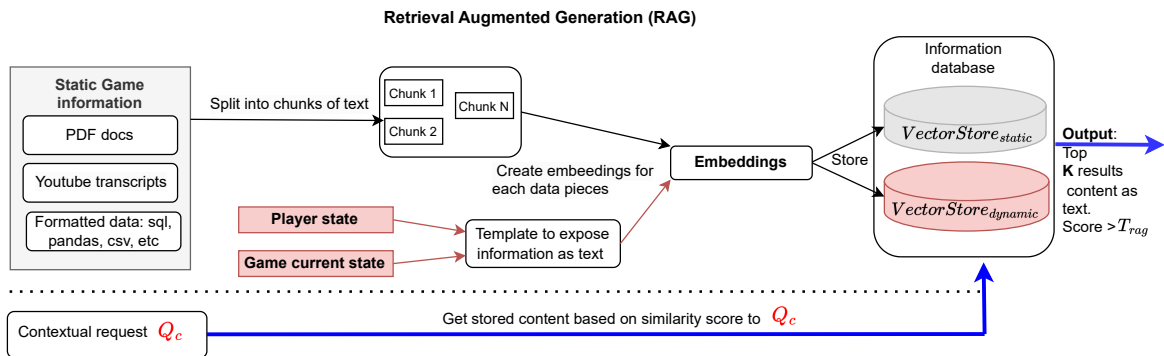 Retrieval Augmented Generation (RAG)
Static Game
information
PDF docs
Youtube transcripts
Formatted data: sql,
pandas, csv, etc
Split into chunks of text
Chunk 1
Chunk 2
Chunk N
Create embeedings for
each data pieces
Player state
Game current state
Template to expose
information as text
Embeddings
Store
Information
database
VectorStore_static
VectorStore_dynamic
Output:
Top
K results
content as
text.
Score > T_rag
Contextual request Q_c
Get stored content based on similarity score to Q_c